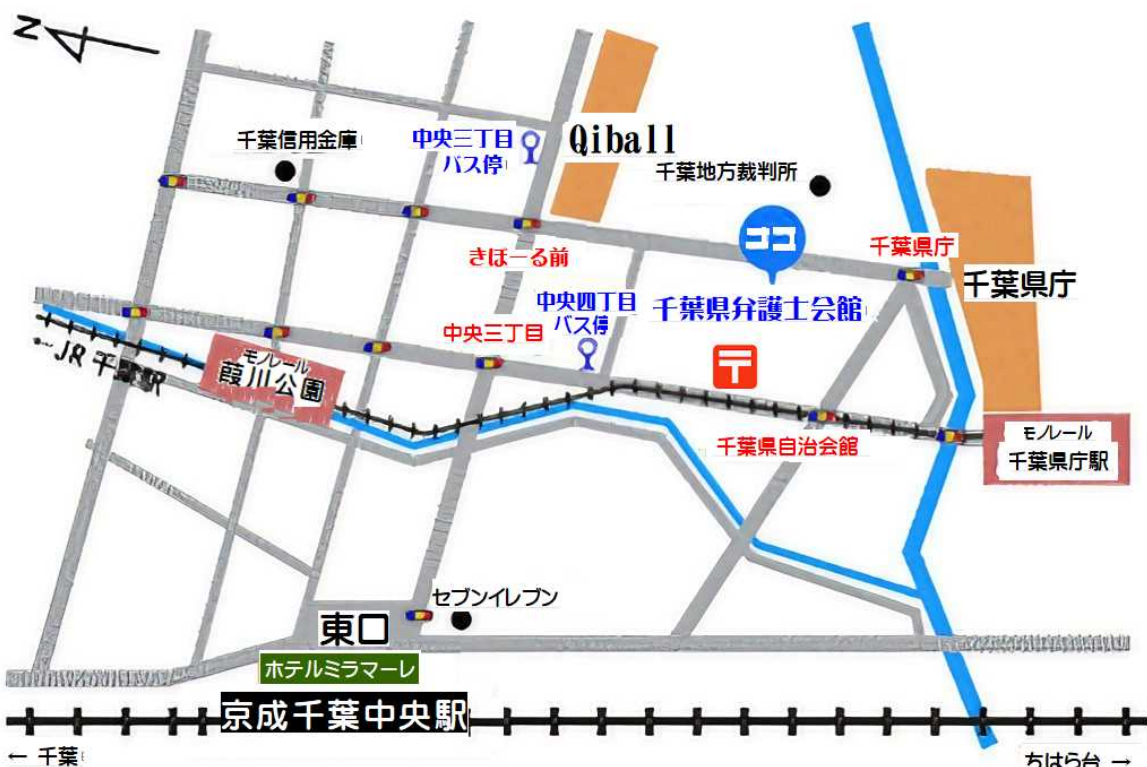 N
千葉信用金庫
中央三丁目
バス停
Qiball
千葉地方裁判所
ココ
千葉県庁
きぼーる前
千葉県弁護士会館
千葉県庁
中央四丁目
バス停
中央三丁目
〒
JR 千葉駅
モノレール
葭川公園
千葉県自治会館
モノレール
千葉県庁駅
セブンイレブン
東口
ホテルミラマーレ
京成千葉中央駅
← 千葉
ちはら台 →